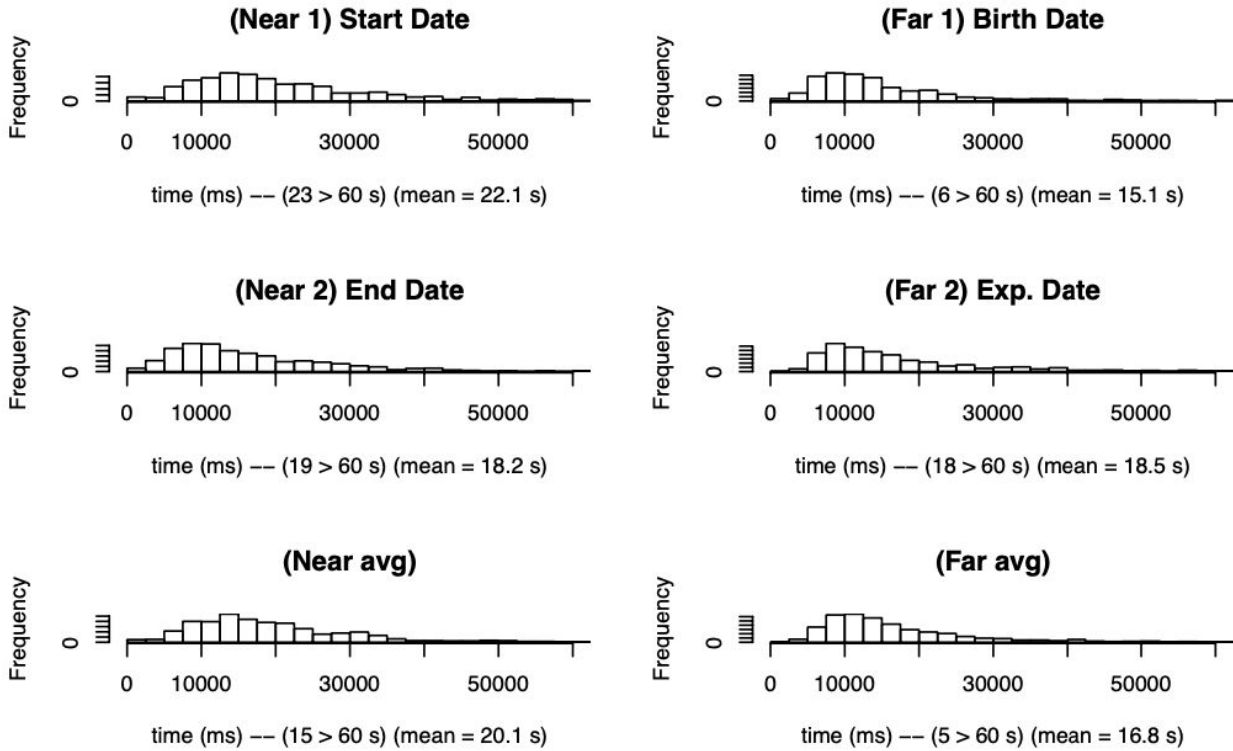 (Near 1) Start Date
Frequency
0
0 10000 30000 50000
time (ms) −− (23 > 60 s) (mean = 22.1 s)
(Far 1) Birth Date
Frequency
0
0 10000 30000 50000
time (ms) −− (6 > 60 s) (mean = 15.1 s)
(Near 2) End Date
Frequency
0
0 10000 30000 50000
time (ms) −− (19 > 60 s) (mean = 18.2 s)
(Far 2) Exp. Date
Frequency
0
0 10000 30000 50000
time (ms) −− (18 > 60 s) (mean = 18.5 s)
(Near avg)
Frequency
0
0 10000 30000 50000
time (ms) −− (15 > 60 s) (mean = 20.1 s)
(Far avg)
Frequency
0
0 10000 30000 50000
time (ms) −− (5 > 60 s) (mean = 16.8 s)